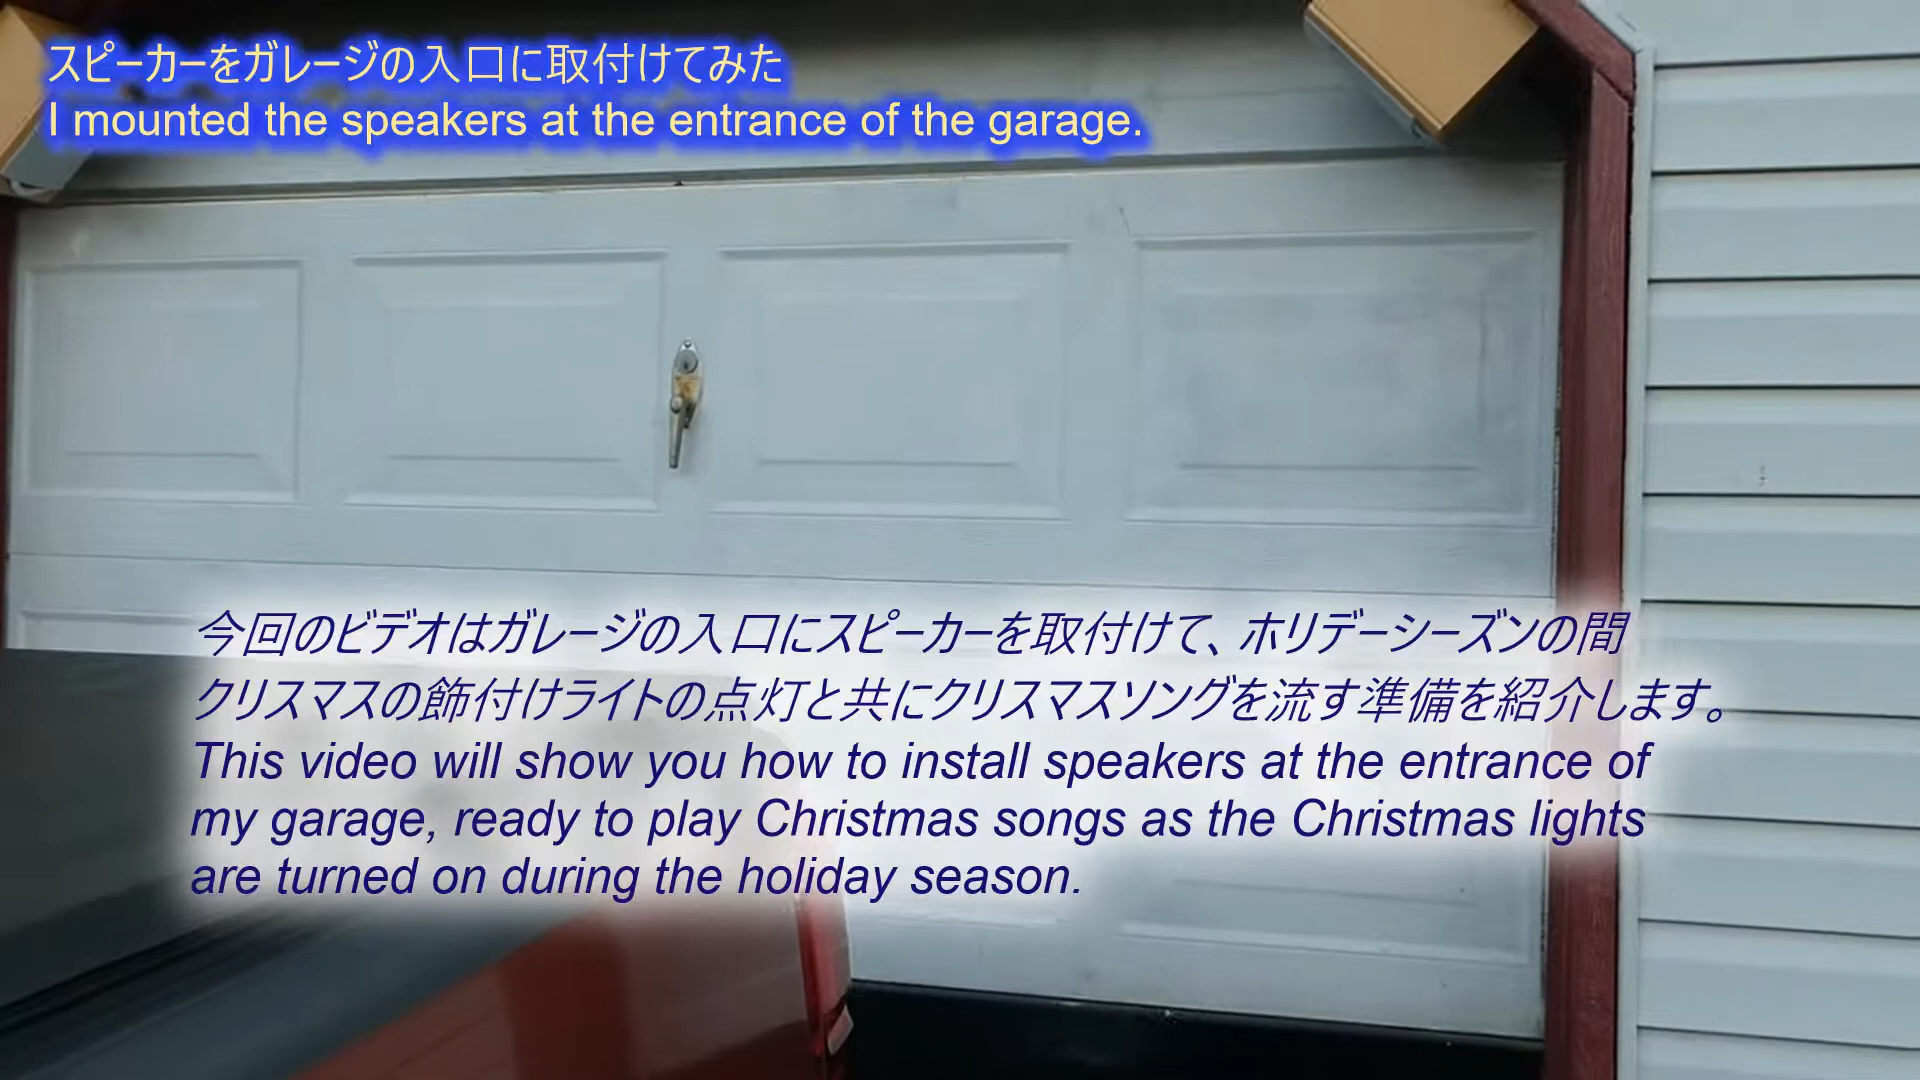 スピーカーをガレージの入口に取付けてみた
I mounted the speakers at the entrance of the garage.
今回のビデオはガレージの入口にスピーカーを取付けて、ホリデーシーズンの間
クリスマスの飾付けライトの点灯と共にクリスマスソングを流す準備を紹介します。
This video will show you how to install speakers at the entrance of
my garage, ready to play Christmas songs as the Christmas lights
are turned on during the holiday season.